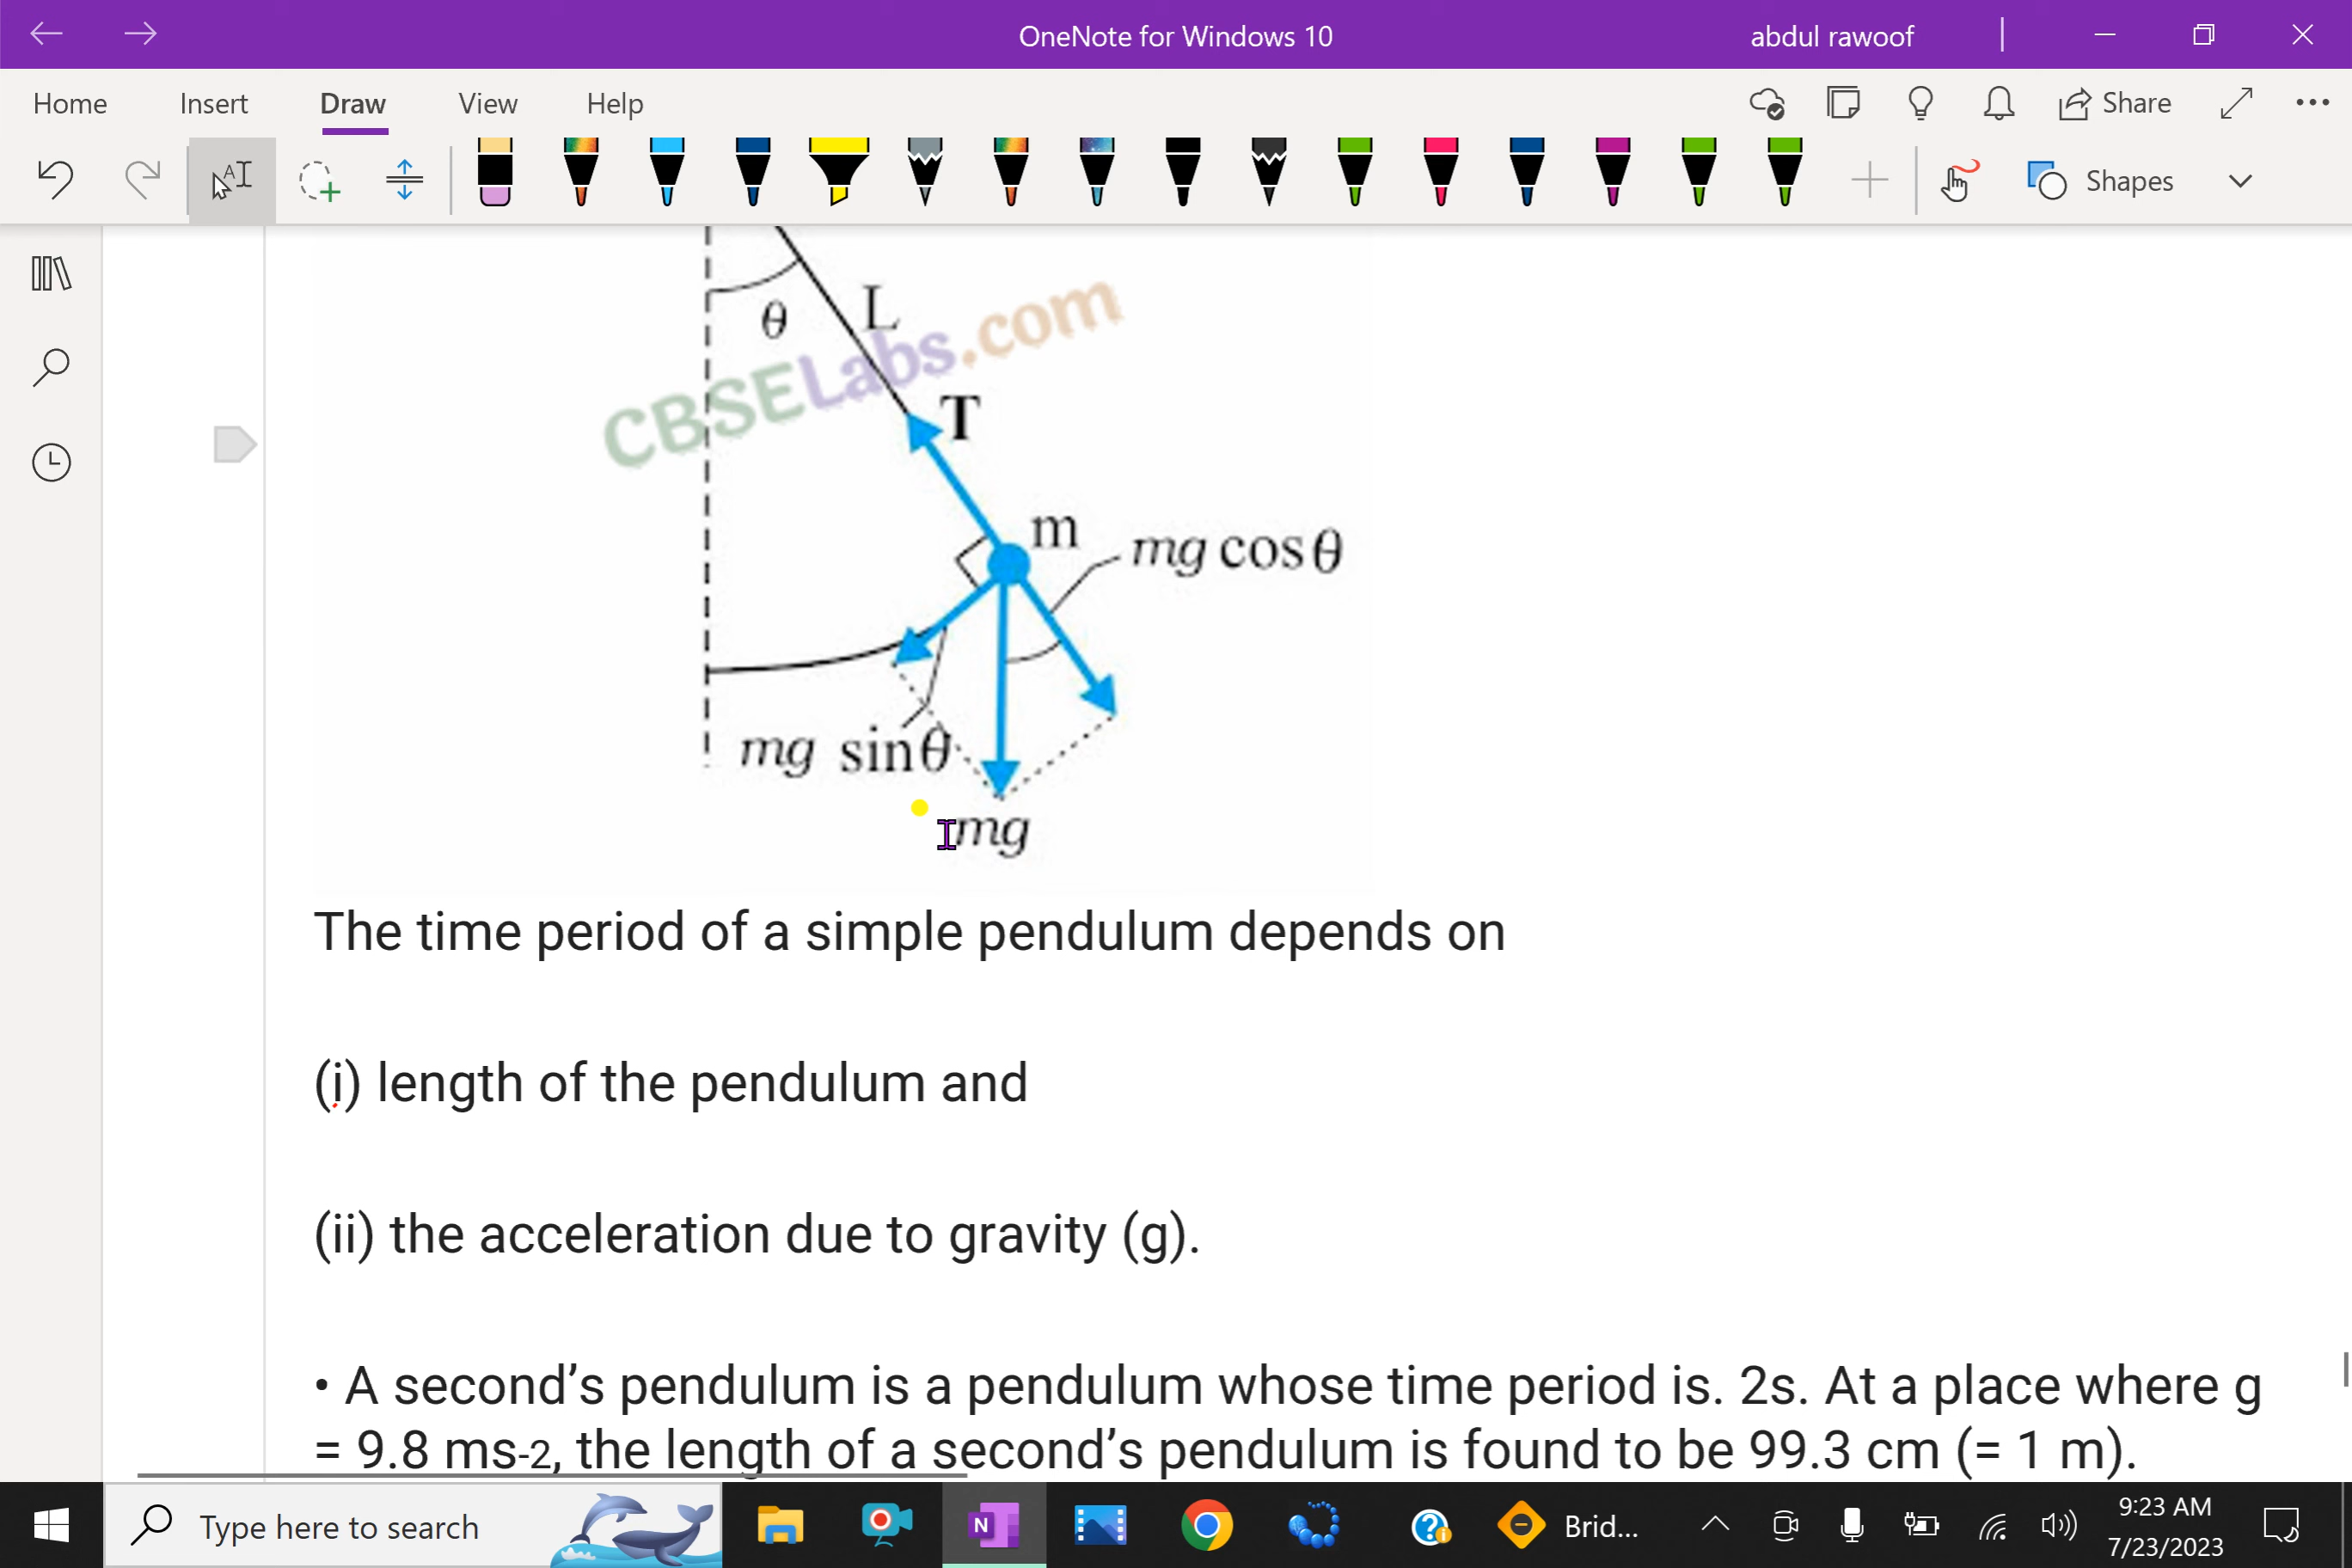 OneNote for Windows 10
abdul rawoof
Home Insert Draw View Help
Share
Shapes
θ
L
CBSELabs.com
T
m
mg cosθ
mg sinθ
mg
The time period of a simple pendulum depends on
(i) length of the pendulum and
(ii) the acceleration due to gravity (g).
• A second’s pendulum is a pendulum whose time period is. 2s. At a place where g
= 9.8 ms-2, the length of a second’s pendulum is found to be 99.3 cm (= 1 m).
Type here to search
N
Brid...
9:23 AM
7/23/2023